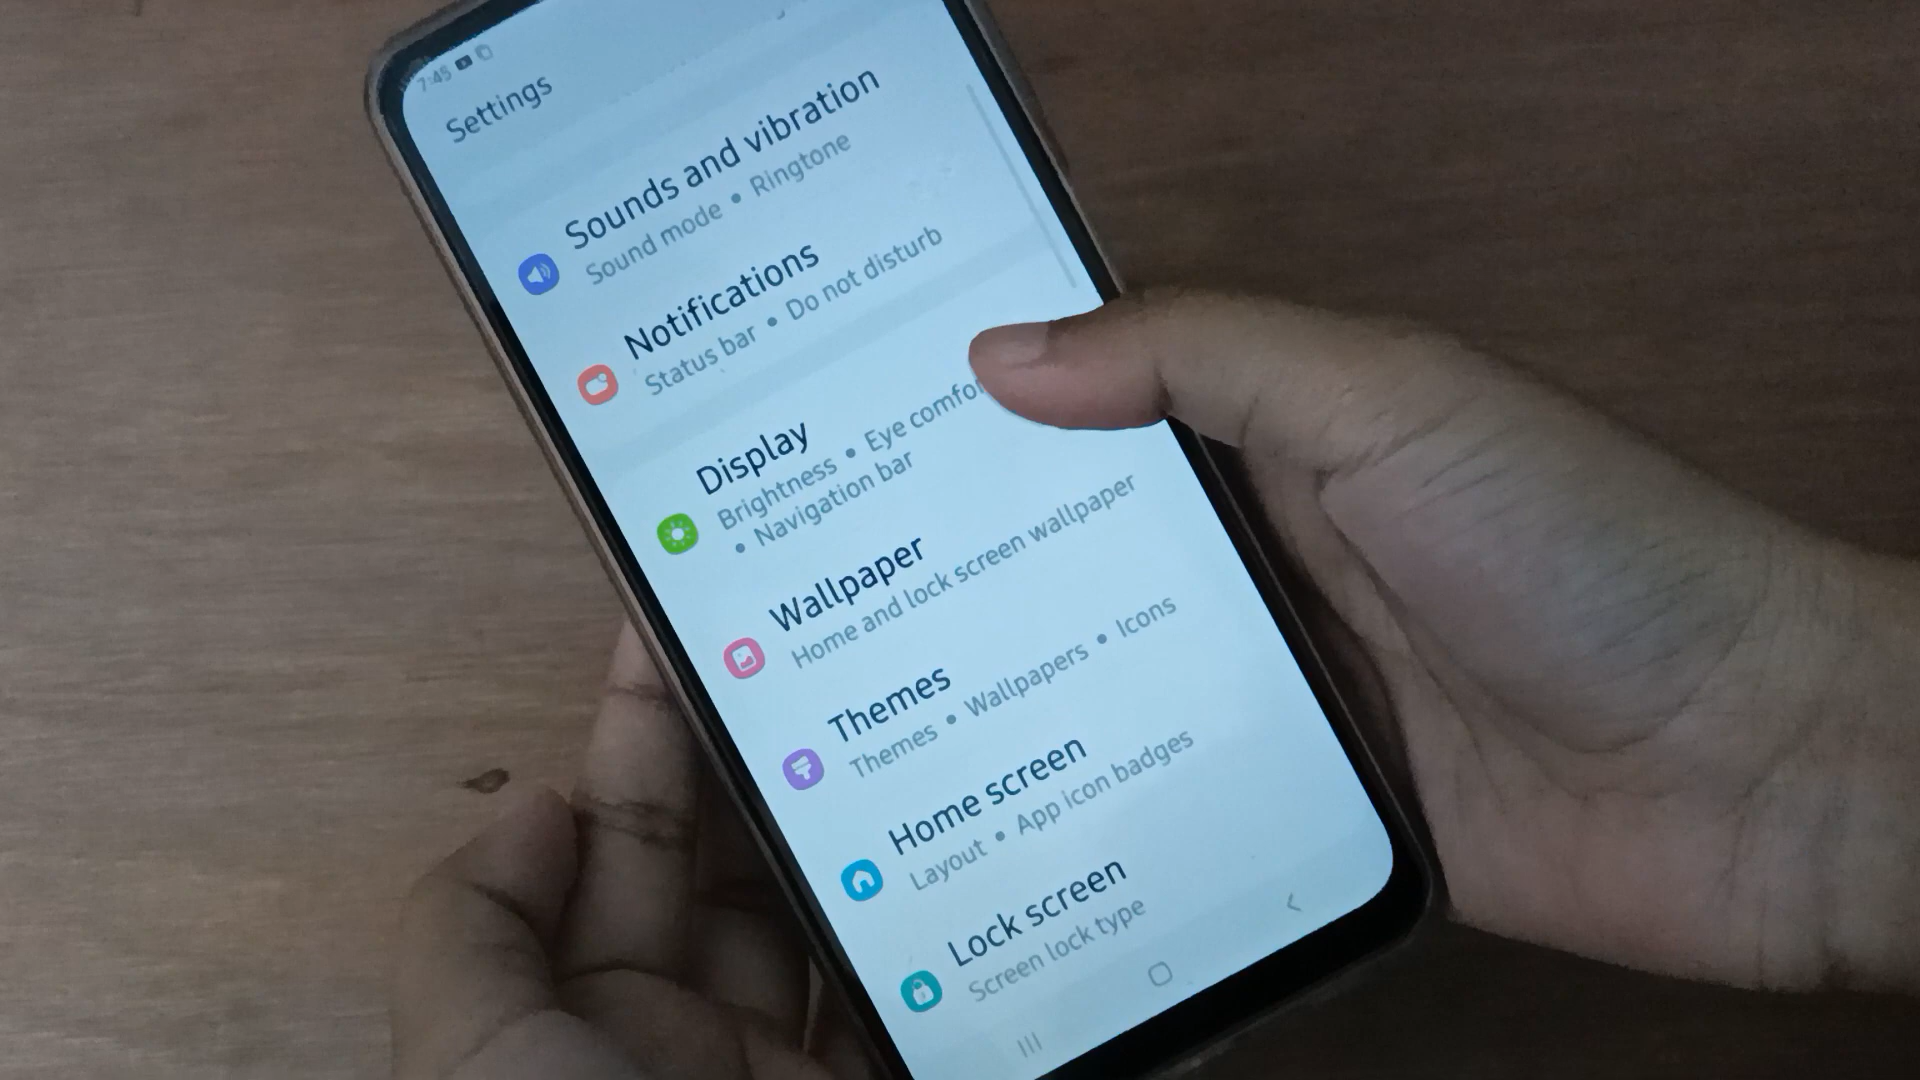 7:45
Settings
Sounds and vibration
Sound mode • Ringtone
Notifications
Status bar • Do not disturb
Display
Brightness • Eye
• Navigation bar
Wallpaper
Home and lock screen wallpaper
Themes
Themes • Wallpapers • Icons
Home screen
Layout • App icon badges
Lock screen
Screen lock type